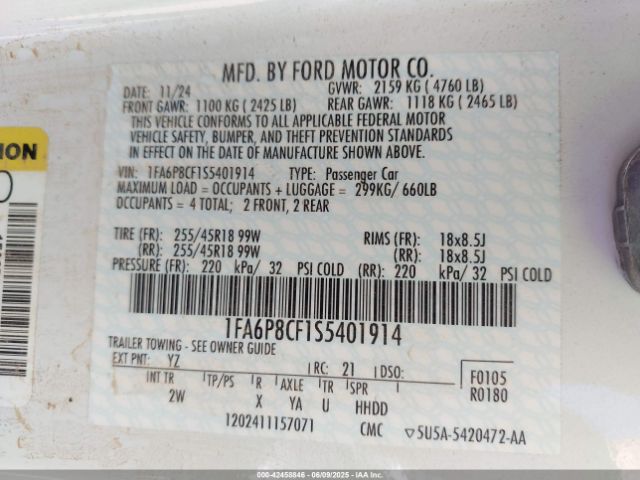 MFD. BY FORD MOTOR CO.
DATE: 11/24 GVWR: 2159 KG (4760 LB)
FRONT GAWR: 1100 KG (2425 LB) REAR GAWR: 1118 KG (2465 LB)
THIS VEHICLE CONFORMS TO ALL APPLICABLE FEDERAL MOTOR
VEHICLE SAFETY, BUMPER, AND THEFT PREVENTION STANDARDS
IN EFFECT ON THE DATE OF MANUFACTURE SHOWN ABOVE.
VIN: 1FA6P8CF1S5401914 TYPE: Passenger Car
MAXIMUM LOAD = OCCUPANTS + LUGGAGE = 299KG/ 660LB
OCCUPANTS = 4 TOTAL; 2 FRONT, 2 REAR
TIRE (FR): 255/45R18 99W RIMS (FR): 18x8.5J
(RR): 255/45R18 99W (RR): 18x8.5J
PRESSURE (FR): 220 kPa/ 32 PSI COLD (RR): 220 kPa/ 32 PSI COLD
1FA6P8CF1S5401914
TRAILER TOWING - SEE OWNER GUIDE
EXT PNT: YZ RC: 21 DSO: F0105
INT TR TP/PS R AXLE TR SPR R0180
2W X YA U HHDD
1202411157071 CMC 5U5A-5420472-AA
000-42458846 - 06/09/2025 - IAAI.COM